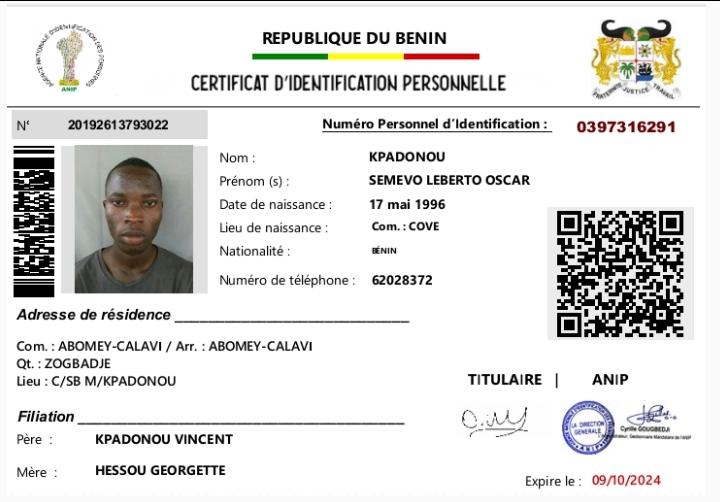 AGENCE NATIONALE D'IDENTIFICATION DES PERSONNES
ANIP
REPUBLIQUE DU BENIN
CERTIFICAT D'IDENTIFICATION PERSONNELLE
FRATERNITE JUSTICE TRAVAIL
N° 20192613793022
Numéro Personnel d'Identification : 0397316291
Nom : KPADONOU
Prénom (s) : SEMEVO LEBERTO OSCAR
Date de naissance : 17 mai 1996
Lieu de naissance : Com. : COVE
Nationalité : BÉNIN
Numéro de téléphone : 62028372
Adresse de résidence
Com. : ABOMEY-CALAVI / Arr. : ABOMEY-CALAVI
Qt. : ZOGBADJE
Lieu : C/SB M/KPADONOU
TITULAIRE | ANIP
LA DIRECTION GENERALE
Cyrille GOUGBEDJI
Filiation
Père : KPADONOU VINCENT
Mère : HESSOU GEORGETTE
Expire le : 09/10/2024